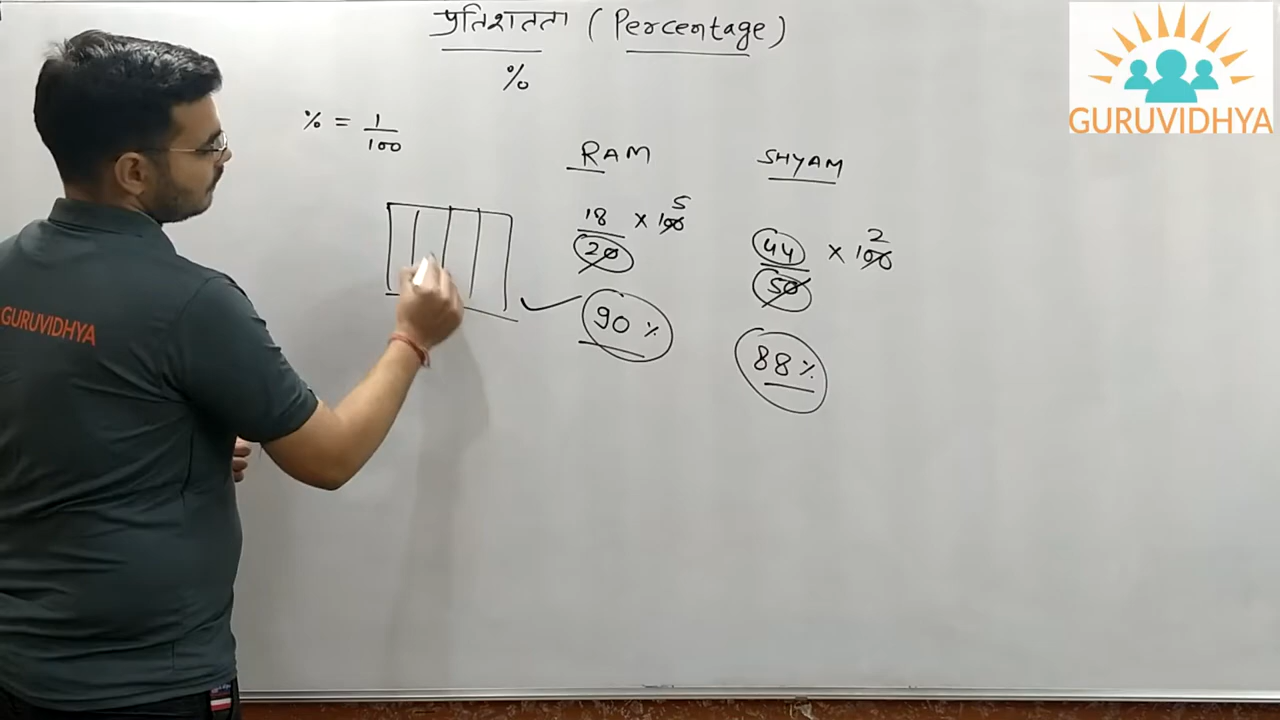 प्रतिशतता (Percentage)
%
% = 1/100
RAM
18/20 × 100 5
90 %
SHYAM
44/50 × 100 2
88 %
GURUVIDHYA
GURUVIDHYA